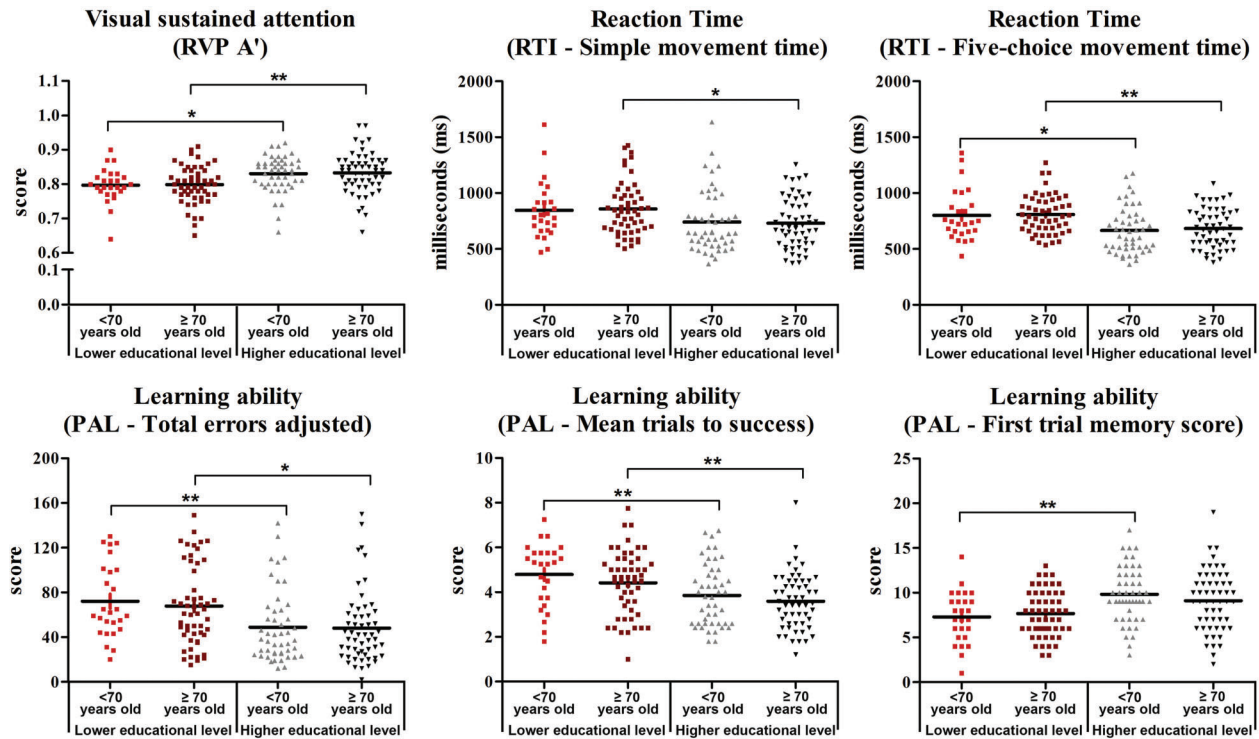 Visual sustained attention
(RVP A')
score
1.1
1.0
0.9
0.8
0.7
0.6
0.1
0.0
*
**
<70
years old
≥ 70
years old
<70
years old
≥ 70
years old
Lower educational level
Higher educational level
Reaction Time
(RTI - Simple movement time)
milliseconds (ms)
2000
1500
1000
500
0
*
<70
years old
≥ 70
years old
<70
years old
≥ 70
years old
Lower educational level
Higher educational level
Reaction Time
(RTI - Five-choice movement time)
milliseconds (ms)
2000
1500
1000
500
0
**
*
<70
years old
≥ 70
years old
<70
years old
≥ 70
years old
Lower educational level
Higher educational level
Learning ability
(PAL - Total errors adjusted)
score
200
160
120
80
40
0
*
**
<70
years old
≥ 70
years old
<70
years old
≥ 70
years old
Lower educational level
Higher educational level
Learning ability
(PAL - Mean trials to success)
score
10
8
6
4
2
0
**
**
<70
years old
≥ 70
years old
<70
years old
≥ 70
years old
Lower educational level
Higher educational level
Learning ability
(PAL - First trial memory score)
score
25
20
15
10
5
0
**
<70
years old
≥ 70
years old
<70
years old
≥ 70
years old
Lower educational level
Higher educational level